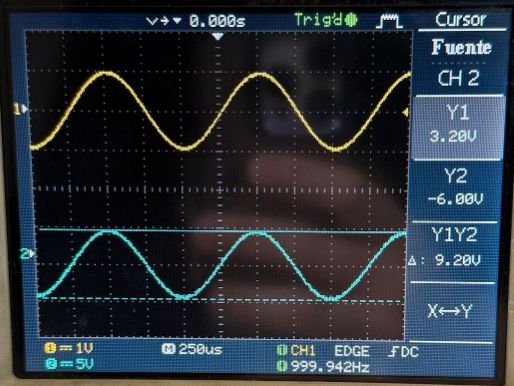 0.000s Trig'd Cursor
Fuente
CH 2
1
Y1
3.20V
Y2
-6.00V
2
Y1Y2
Δ: 9.20V
X↔Y
1 ⎓ 1V M 250us T CH1 EDGE ƒDC
2 ⎓ 5V f 999.942Hz